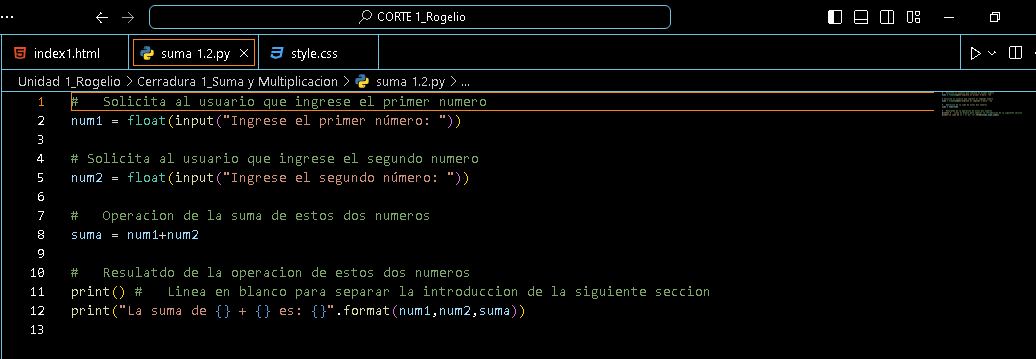 CORTE 1_Rogelio
index1.html
suma 1.2.py
style.css
Unidad 1_Rogelio > Cerradura 1_Suma y Multiplicacion > suma 1.2.py > ...
1 #   Solicita al usuario que ingrese el primer numero
2 num1 = float(input("Ingrese el primer número: "))
3
4 # Solicita al usuario que ingrese el segundo numero
5 num2 = float(input("Ingrese el segundo número: "))
6
7 #   Operacion de la suma de estos dos numeros
8 suma = num1+num2
9
10 #   Resulatdo de la operacion de estos dos numeros
11 print() #   Linea en blanco para separar la introduccion de la siguiente seccion
12 print("La suma de {} + {} es: {}".format(num1,num2,suma))
13